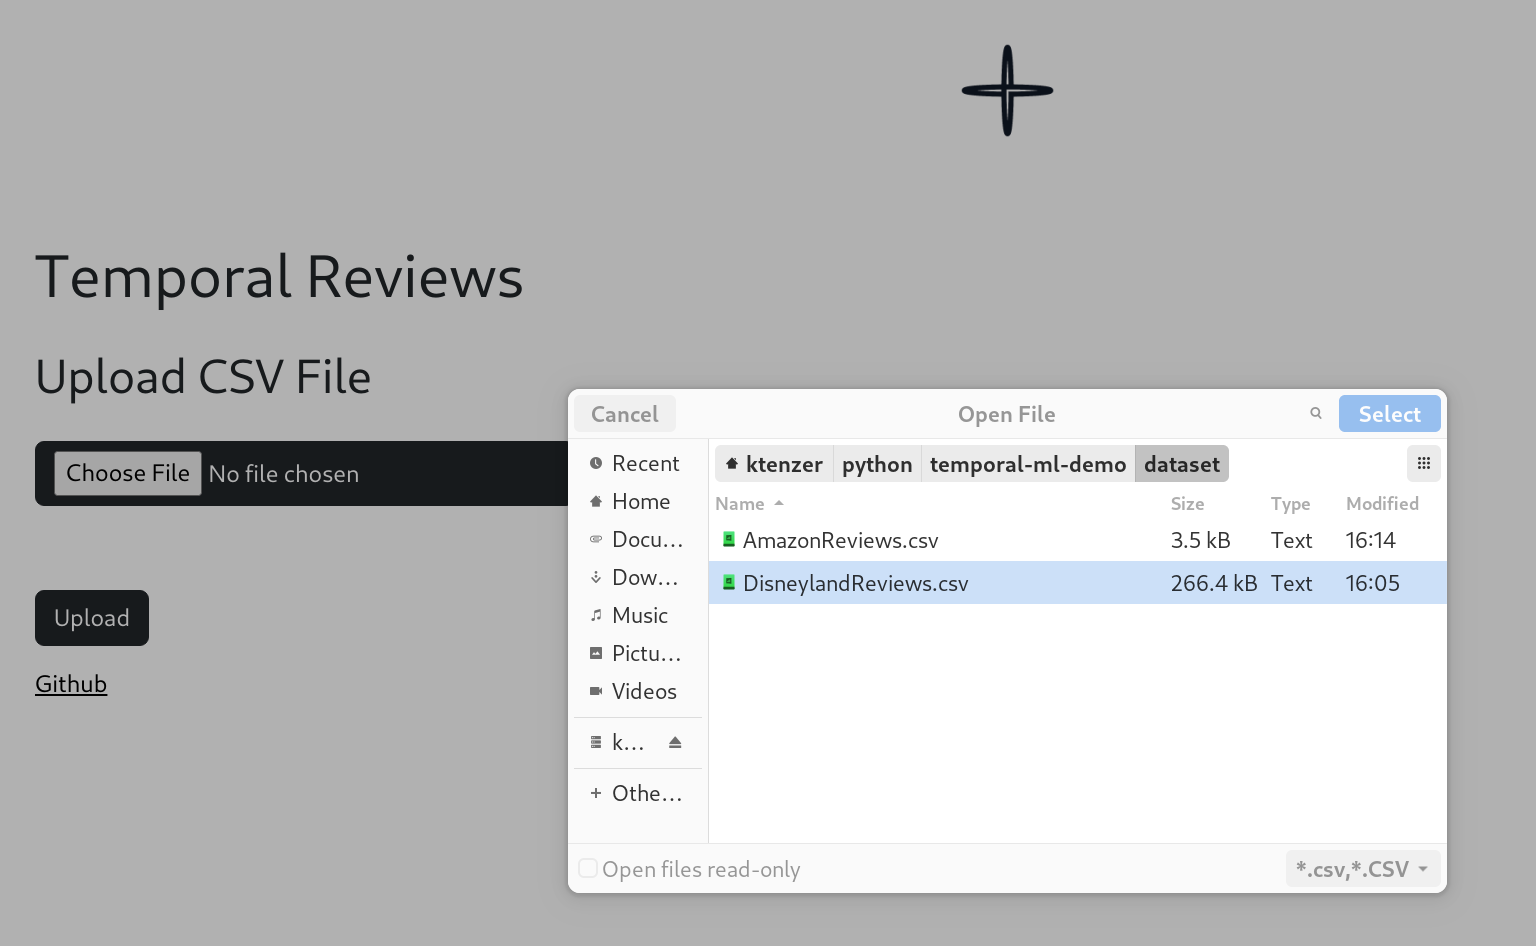 Temporal Reviews
Upload CSV File
Choose File No file chosen
Upload
Github
Cancel Open File Select
Recent
Home
Docu...
Dow...
Music
Pictu...
Videos
k...
Othe...
ktenzer python temporal-ml-demo dataset
Name Size Type Modified
AmazonReviews.csv 3.5 kB Text 16:14
DisneylandReviews.csv 266.4 kB Text 16:05
Open files read-only *.csv,*.CSV